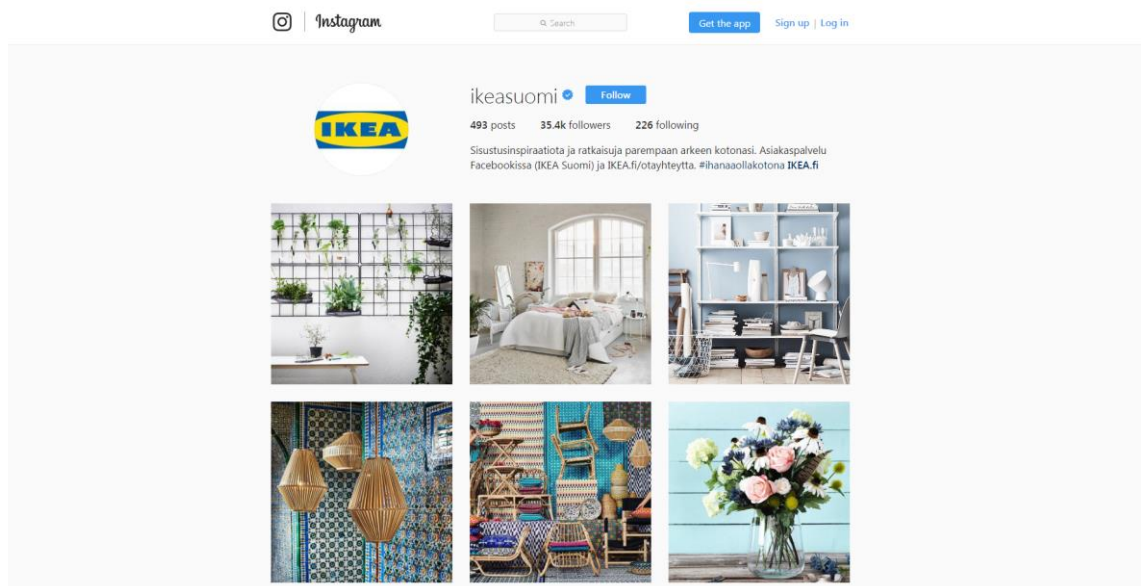 Instagram
Search
Get the app
Sign up | Log in
IKEA
ikeasuomi
Follow
493 posts 35.4k followers 226 following
Sisustusinspiraatiota ja ratkaisuja parempaan arkeen kotonasi. Asiakaspalvelu
Facebookissa (IKEA Suomi) ja IKEA.fi/otayhteytta. #ihanaaollakotona IKEA.fi